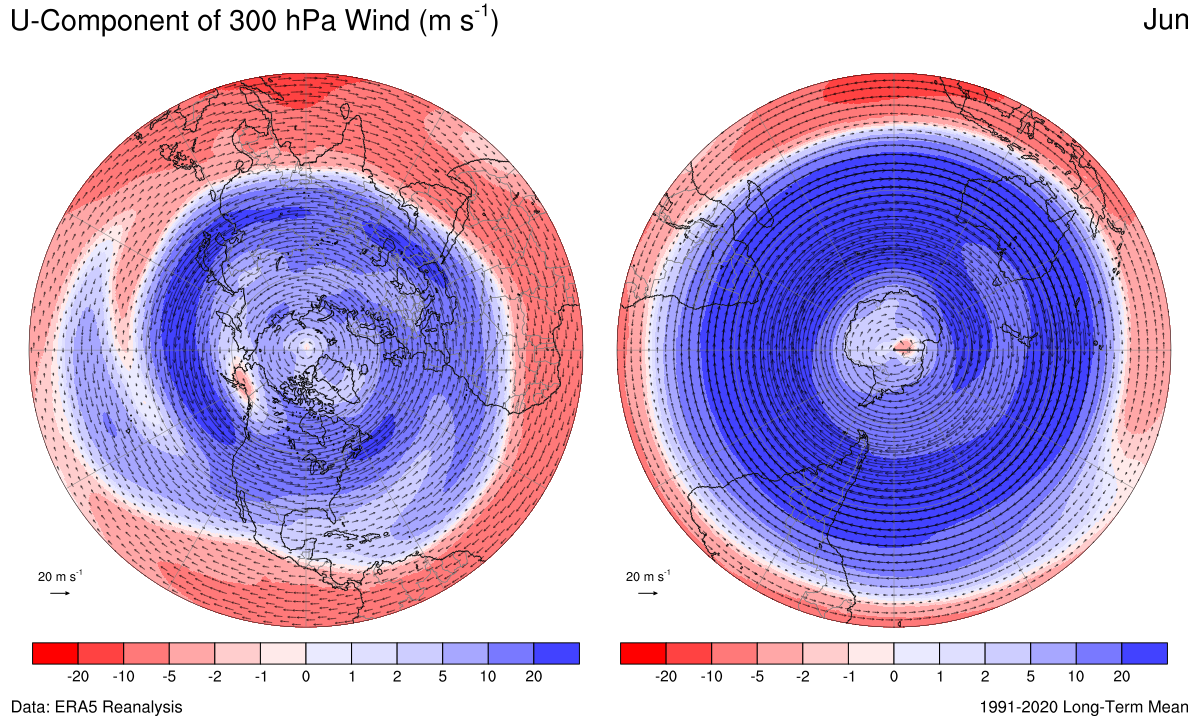 U-Component of 300 hPa Wind (m s-1)
Jun
20 m s-1
20 m s-1
-20 -10 -5 -2 -1 0 1 2 5 10 20
-20 -10 -5 -2 -1 0 1 2 5 10 20
Data: ERA5 Reanalysis
1991-2020 Long-Term Mean